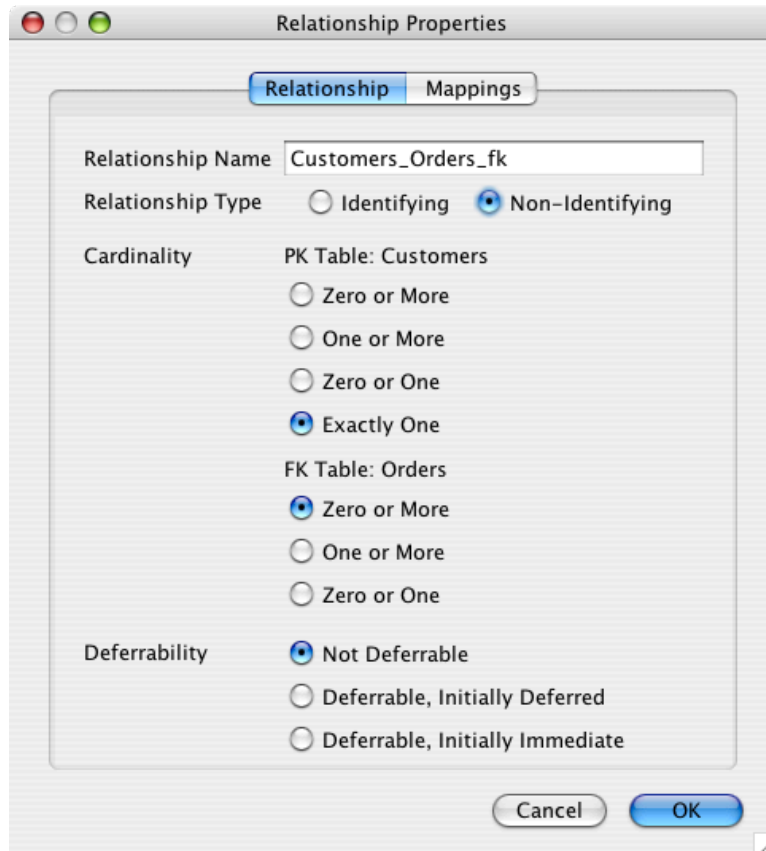 Relationship Properties
Relationship Mappings
Relationship Name Customers_Orders_fk
Relationship Type Identifying Non-Identifying
Cardinality PK Table: Customers
Zero or More
One or More
Zero or One
Exactly One
FK Table: Orders
Zero or More
One or More
Zero or One
Deferrability Not Deferrable
Deferrable, Initially Deferred
Deferrable, Initially Immediate
Cancel OK